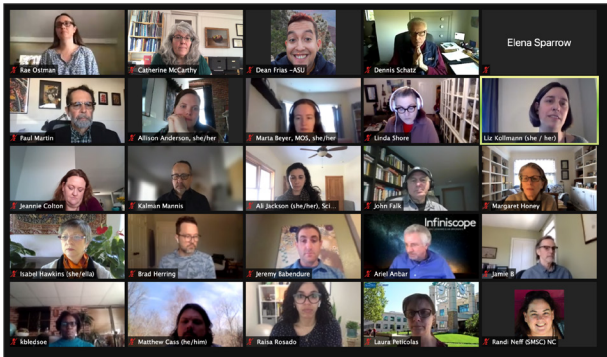 Elena Sparrow
Rae Ostman
Catherine McCarthy
Dean Frias -ASU
Dennis Schatz
Paul Martin
Allison Anderson, she/her
Marta Beyer, MOS, she/her
Linda Shore
Liz Kollmann (she / her)
Jeannie Colton
Kalman Mannis
Ali Jackson (she/her), Sci...
John Falk
Margaret Honey
Infiniscope
Isabel Hawkins (she/ella)
Brad Herring
Jeremy Babendure
Ariel Anbar
Jamie B
kbledsoe
Matthew Cass (he/him)
Raisa Rosado
Laura Peticolas
Randi Neff (SMSC) NC